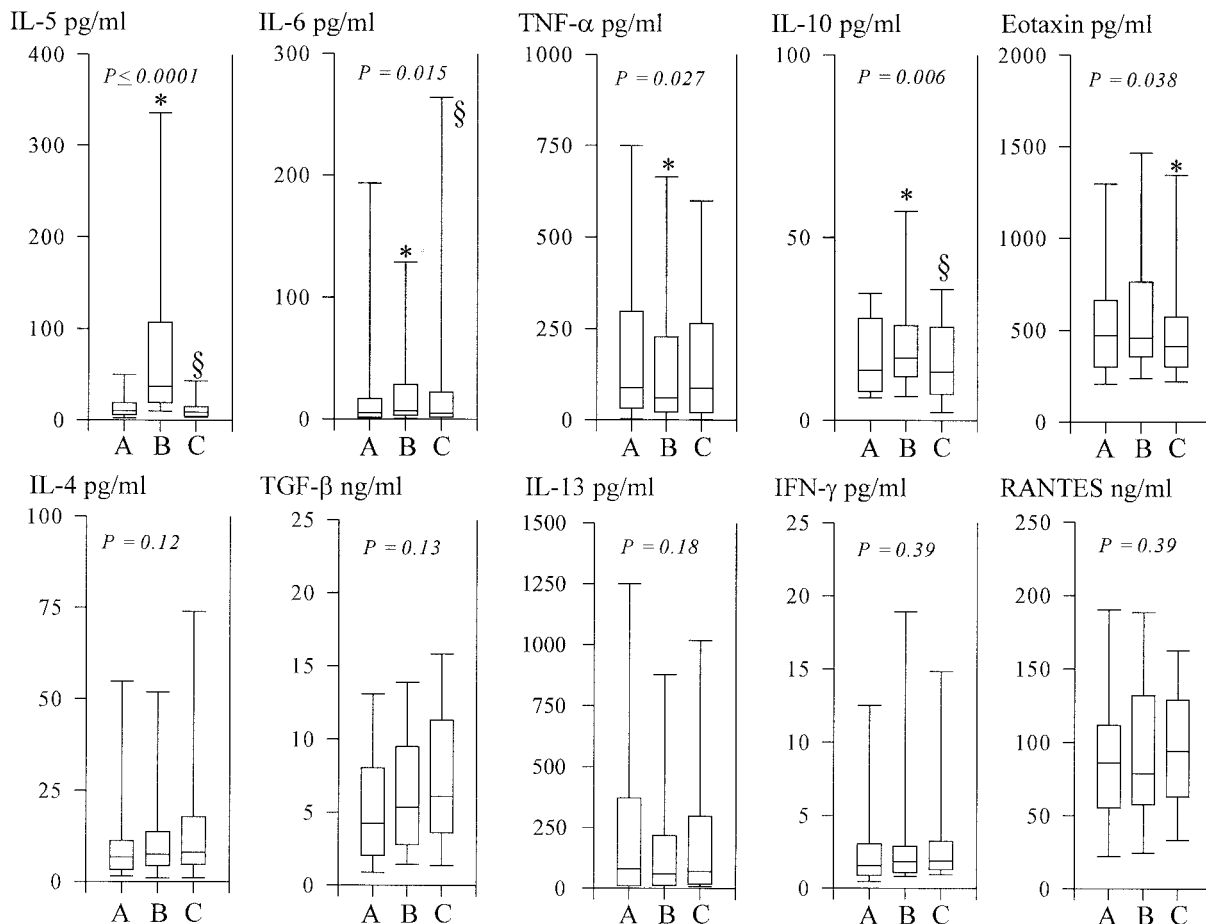 IL-5 pg/ml IL-6 pg/ml TNF-α pg/ml IL-10 pg/ml Eotaxin pg/ml
400 300 1000 100 2000
P ≤ 0.0001 P = 0.015 P = 0.027 P = 0.006 P = 0.038
* § * * *
300 200 750 1500
* §
200 500 50 1000
100 100 250 500
§
0 0 0 0 0
A B C A B C A B C A B C A B C
IL-4 pg/ml TGF-β ng/ml IL-13 pg/ml IFN-γ pg/ml RANTES ng/ml
100 25 1500 25 250
P = 0.12 P = 0.13 P = 0.18 P = 0.39 P = 0.39
75 20 1250 20 200
50 15 1000 15 150
25 10 750 10 100
5 500 5 50
250
0 0 0 0 0
A B C A B C A B C A B C A B C